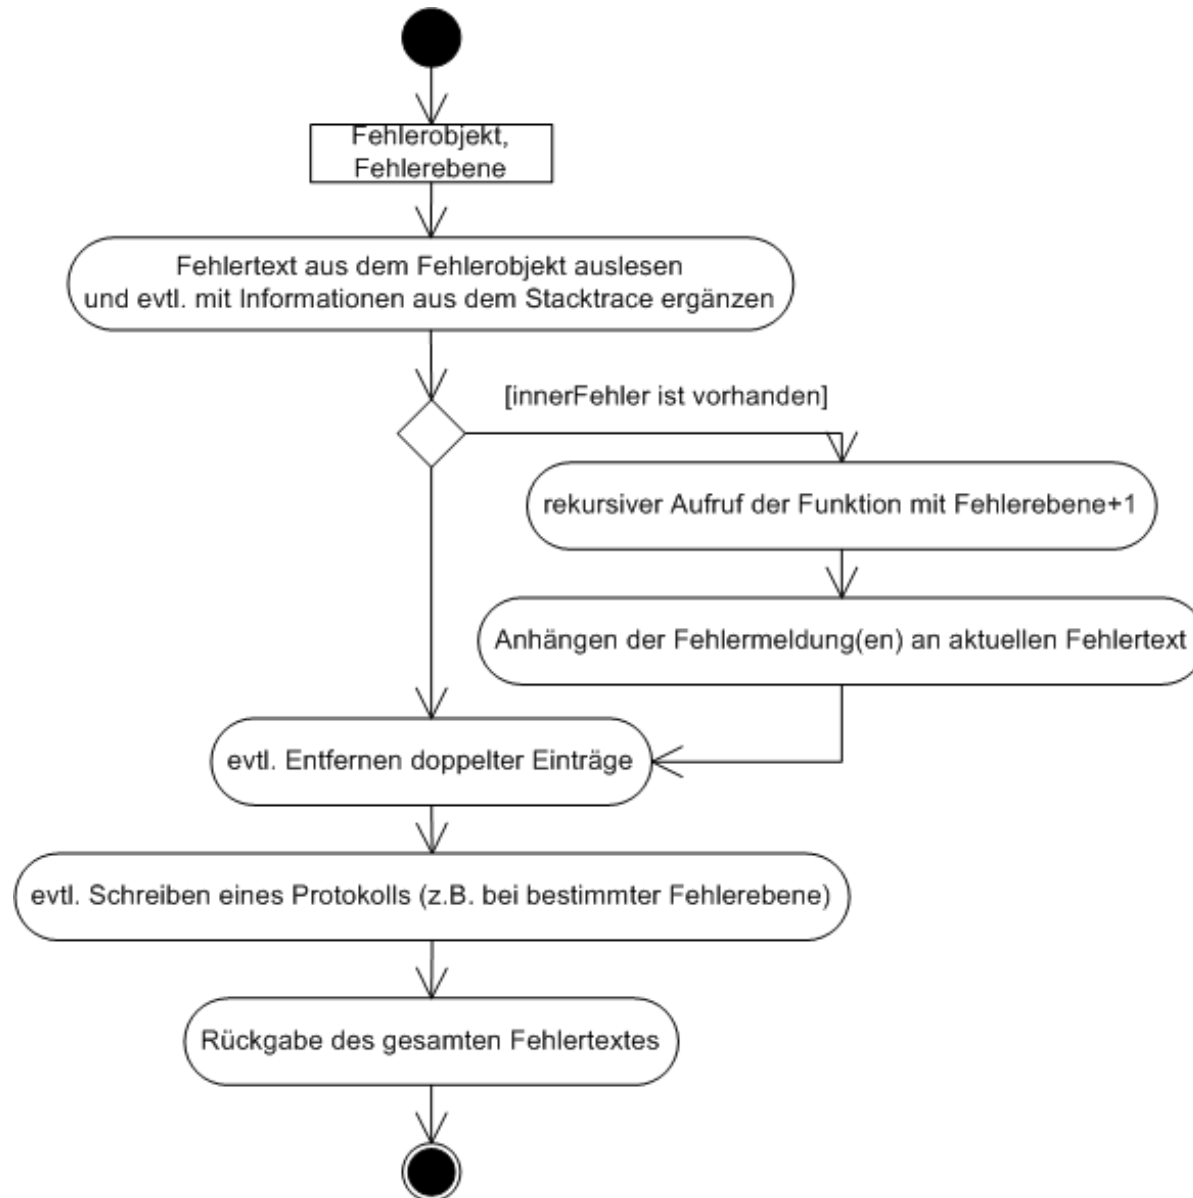 Fehlerobjekt,
Fehlerebene
Fehlertext aus dem Fehlerobjekt auslesen
und evtl. mit Informationen aus dem Stacktrace ergänzen
[innerFehler ist vorhanden]
rekursiver Aufruf der Funktion mit Fehlerebene+1
Anhängen der Fehlermeldung(en) an aktuellen Fehlertext
evtl. Entfernen doppelter Einträge
evtl. Schreiben eines Protokolls (z.B. bei bestimmter Fehlerebene)
Rückgabe des gesamten Fehlertextes